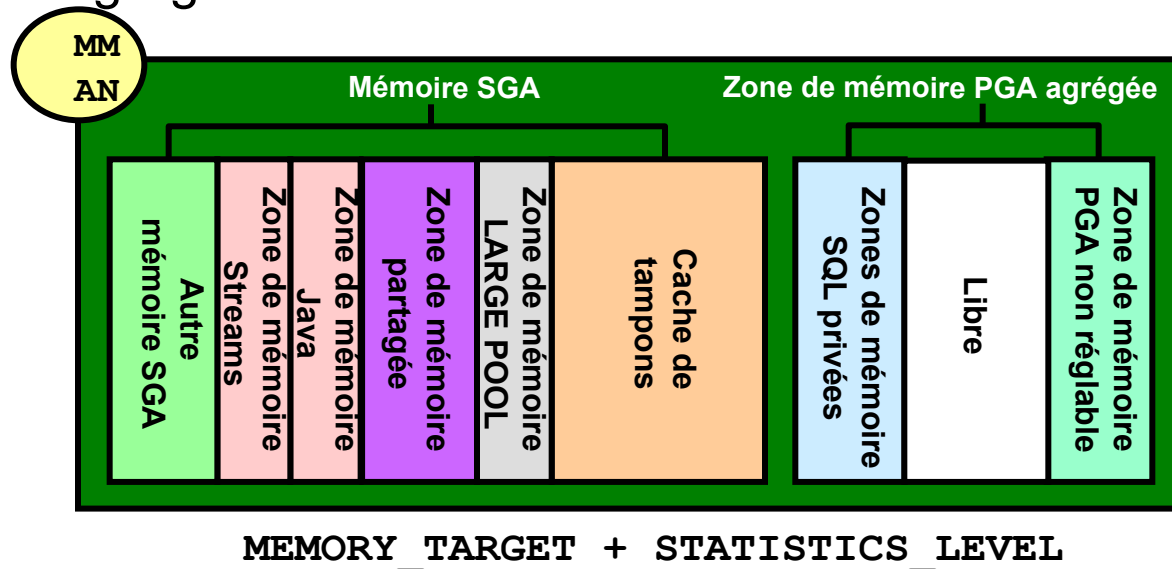 MM
AN
Mémoire SGA
Zone de mémoire PGA agrégée
Autre
mémoire SGA
Zone de mémoire
Streams
Zone de mémoire
Java
Zone de mémoire
partagée
Zone de mémoire
LARGE POOL
Cache de
tampons
Zones de mémoire
SQL privées
Libre
Zone de mémoire
PGA non réglable
MEMORY_TARGET + STATISTICS_LEVEL